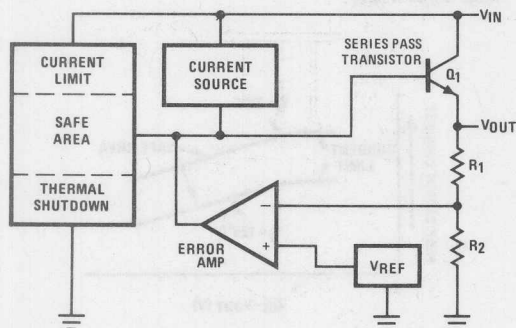 VIN
CURRENT
LIMIT
SAFE
AREA
THERMAL
SHUTDOWN
CURRENT
SOURCE
SERIES PASS
TRANSISTOR
Q1
VOUT
R1
R2
−
+
ERROR
AMP
VREF